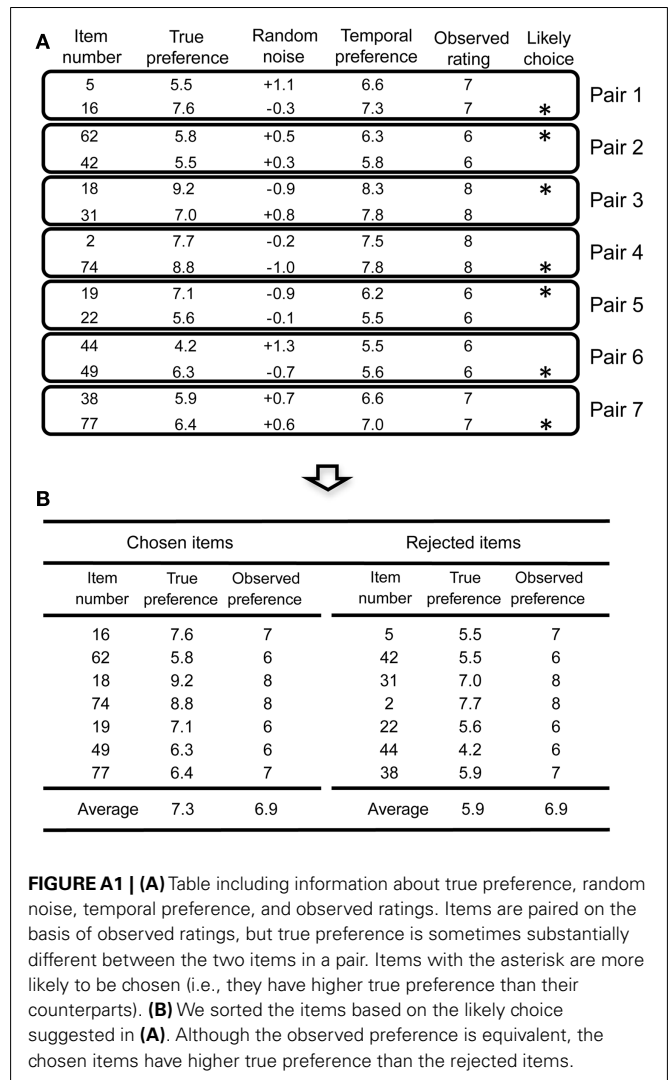 A
Item number True preference Random noise Temporal preference Observed rating Likely choice
5 5.5 +1.1 6.6 7
16 7.6 -0.3 7.3 7 *
Pair 1
62 5.8 +0.5 6.3 6 *
42 5.5 +0.3 5.8 6
Pair 2
18 9.2 -0.9 8.3 8 *
31 7.0 +0.8 7.8 8
Pair 3
2 7.7 -0.2 7.5 8
74 8.8 -1.0 7.8 8 *
Pair 4
19 7.1 -0.9 6.2 6 *
22 5.6 -0.1 5.5 6
Pair 5
44 4.2 +1.3 5.5 6
49 6.3 -0.7 5.6 6 *
Pair 6
38 5.9 +0.7 6.6 7
77 6.4 +0.6 7.0 7 *
Pair 7
B
Chosen items Rejected items
Item number True preference Observed preference Item number True preference Observed preference
16 7.6 7 5 5.5 7
62 5.8 6 42 5.5 6
18 9.2 8 31 7.0 8
74 8.8 8 2 7.7 8
19 7.1 6 22 5.6 6
49 6.3 6 44 4.2 6
77 6.4 7 38 5.9 7
Average 7.3 6.9 Average 5.9 6.9
FIGURE A1 | (A) Table including information about true preference, random
noise, temporal preference, and observed ratings. Items are paired on the
basis of observed ratings, but true preference is sometimes substantially
different between the two items in a pair. Items with the asterisk are more
likely to be chosen (i.e., they have higher true preference than their
counterparts). (B) We sorted the items based on the likely choice
suggested in (A). Although the observed preference is equivalent, the
chosen items have higher true preference than the rejected items.